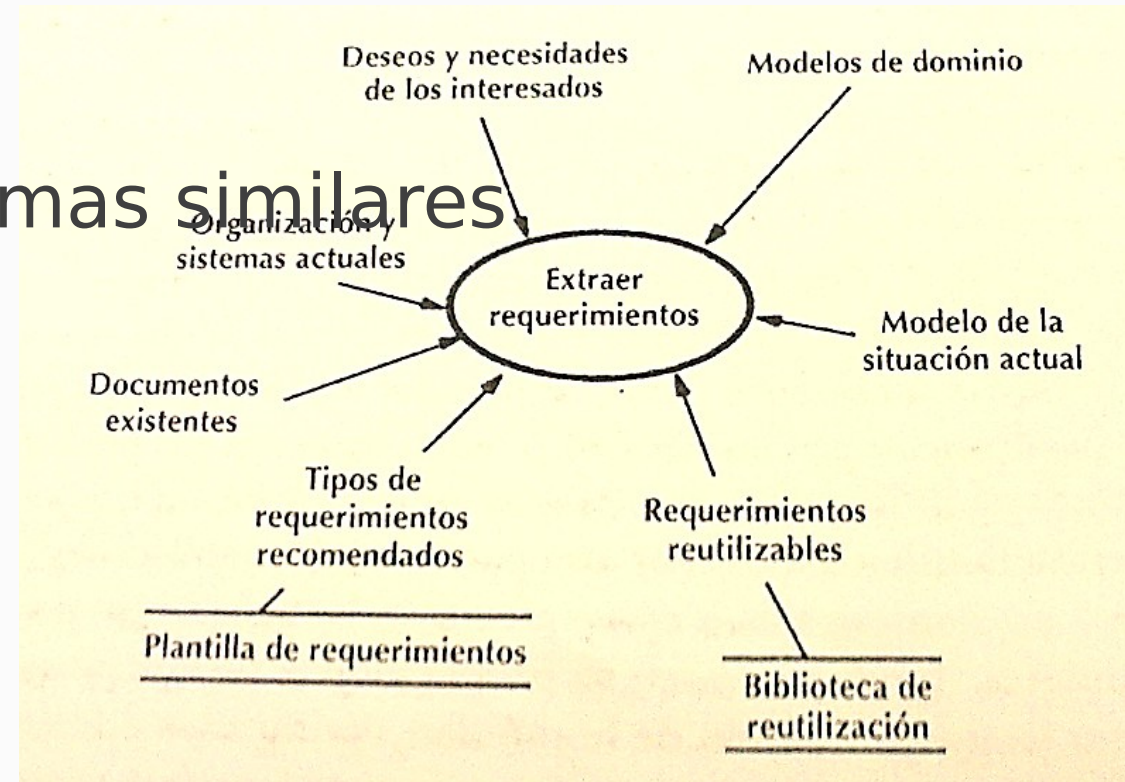 Deseos y necesidades
de los interesados
Modelos de dominio
mas similares
Organización y
sistemas actuales
Extraer
requerimientos
Modelo de la
situación actual
Documentos
existentes
Tipos de
requerimientos
recomendados
Requerimientos
reutilizables
Plantilla de requerimientos
Biblioteca de
reutilización